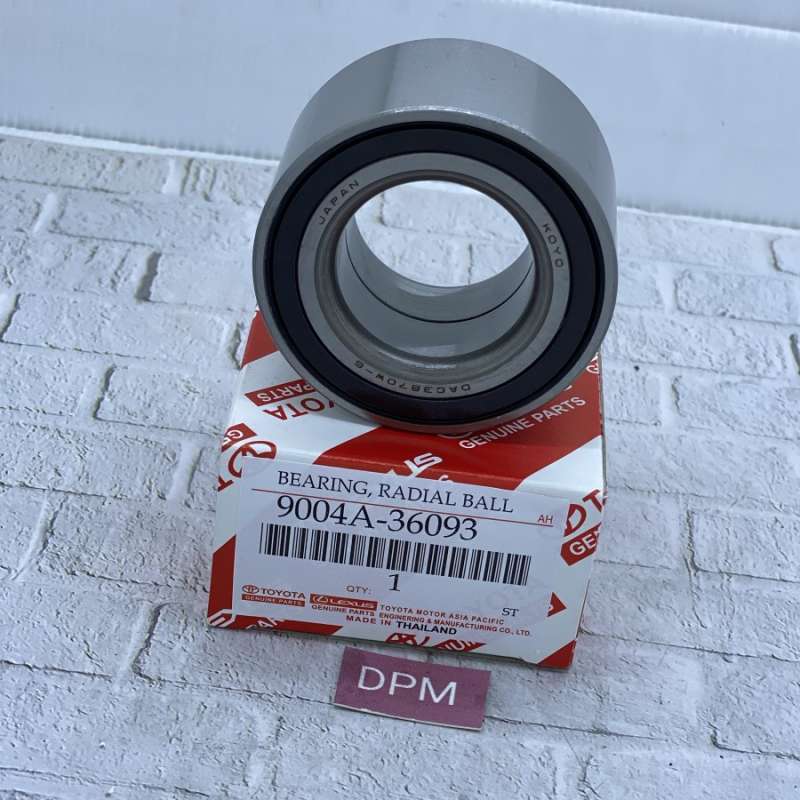 JAPAN
KOYO
DAC3870W-6
TOYOTA
GENUINE PARTS
BEARING, RADIAL BALL
9004A-36093
AH
QTY: 1
ST
TOYOTA
GENUINE PARTS
LEXUS
GENUINE PARTS
TOYOTA MOTOR ASIA PACIFIC
ENGINEERING & MANUFACTURING CO., LTD.
MADE IN THAILAND
DPM